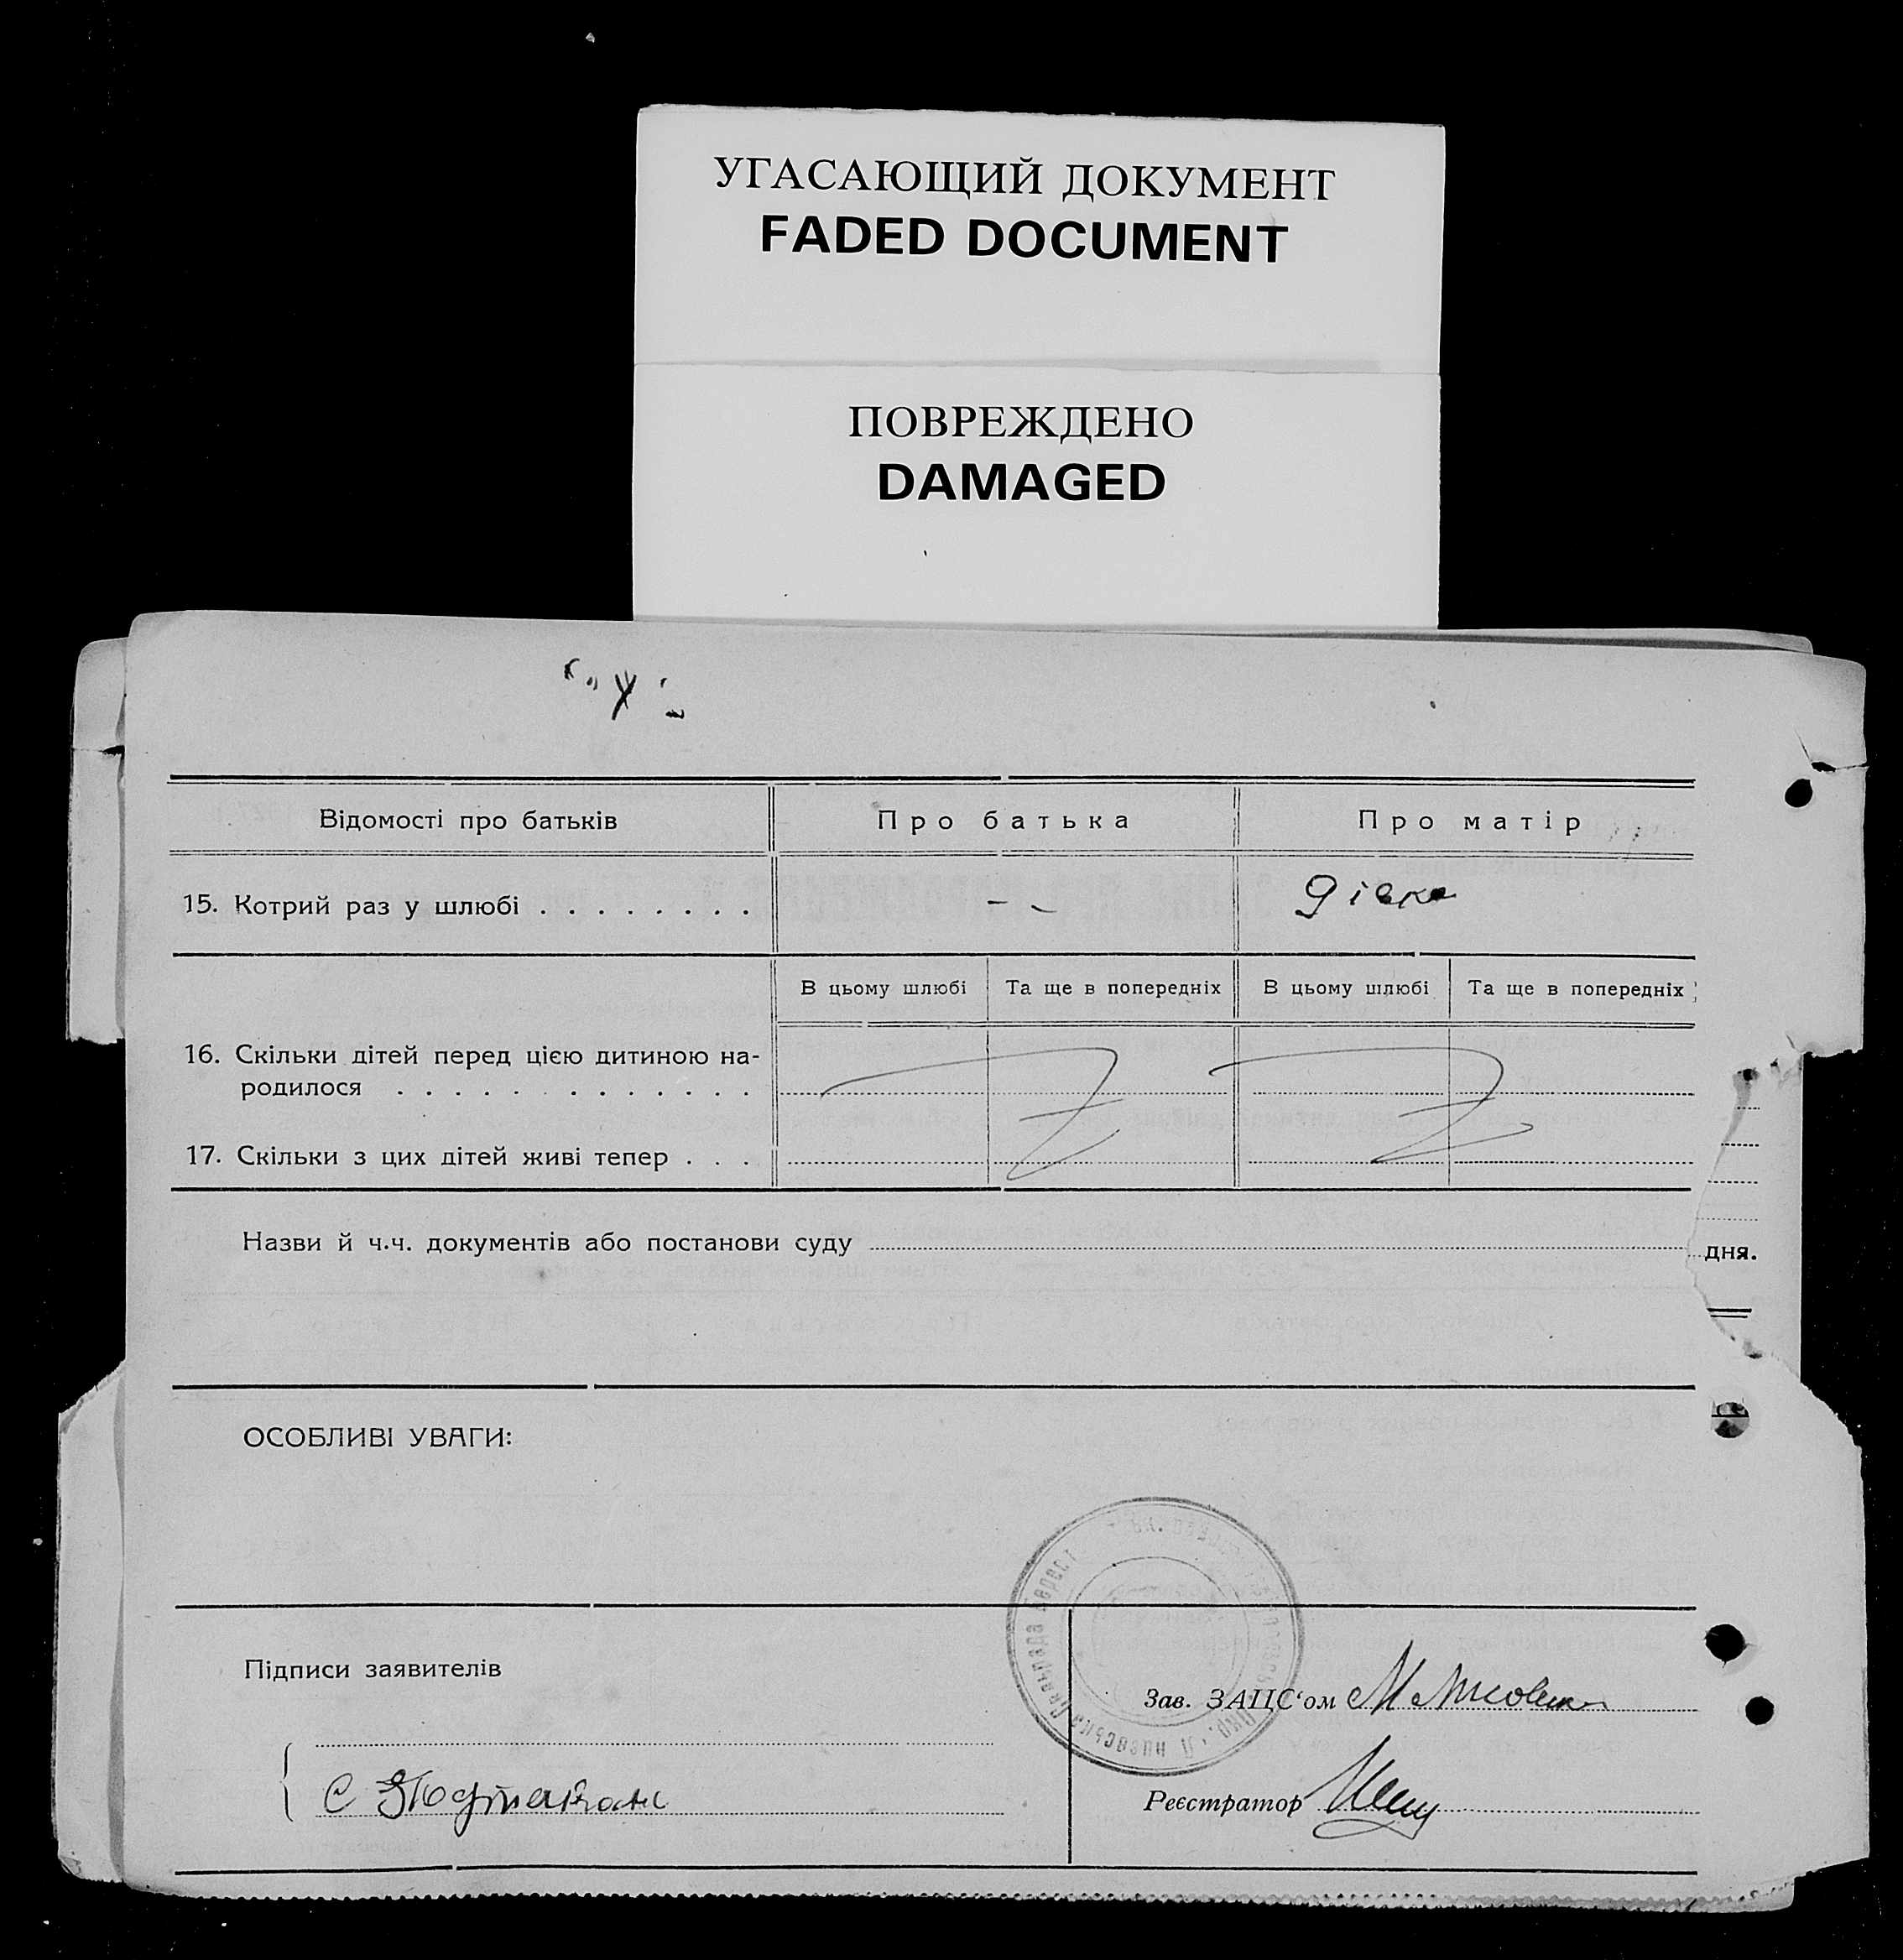 УГАСАЮЩИЙ ДОКУМЕНТ
FADED DOCUMENT
ПОВРЕЖДЕНО
DAMAGED
Відомості про батьків
Про батька
Про матір
15. Котрий раз у шлюбі . . . . . . . . .
- -
дівка
В цьому шлюбі
Та ще в попередніх
В цьому шлюбі
Та ще в попередніх
16. Скільки дітей перед цією дитиною на-
родилося . . . . . . . . . . . . .
17. Скільки з цих дітей живі тепер . . .
Назви й ч.ч. документів або постанови суду
дня.
ОСОБЛИВІ УВАГИ:
Підписи заявителів
Зав. ЗАЦС‘ом
Реєстратор